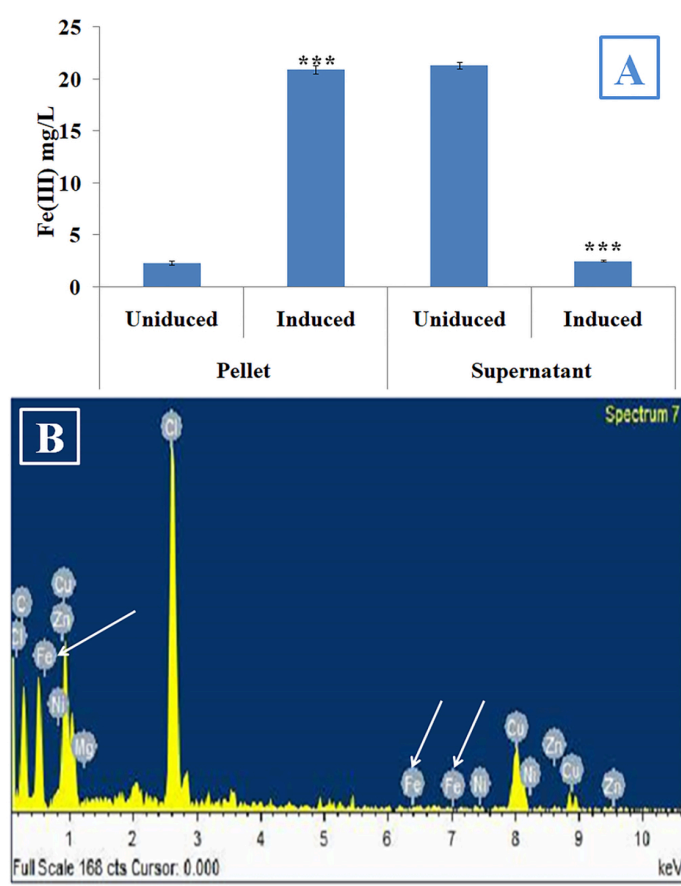 25
A
20
***
15
10
5
***
0
Fe(III) mg/L
Uniduced Induced Uniduced Induced
Pellet Supernatant
B
Spectrum 7
Cl
Cu
C
Zn
Cl
Fe
Ni
Mg
Cu
Zn
Fe Fe Ni Ni Cu Zn
1 2 3 4 5 6 7 8 9 10
Full Scale 168 cts Cursor: 0.000 keV